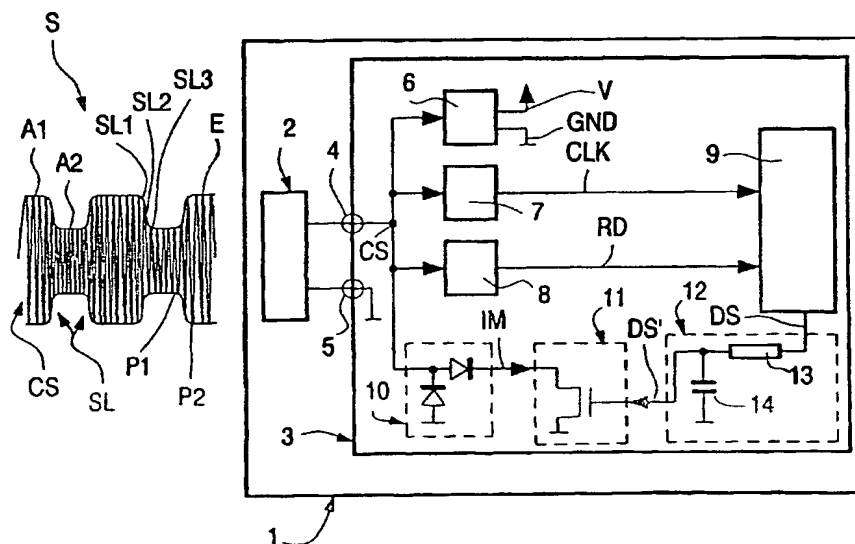 S
SL3
SL2
SL1
A1
E
A2
CS
SL
P1
P2
2
4
5
6
V
GND
CLK
7
CS
RD
8
9
IM
11
DS'
12
DS
13
14
10
3
1